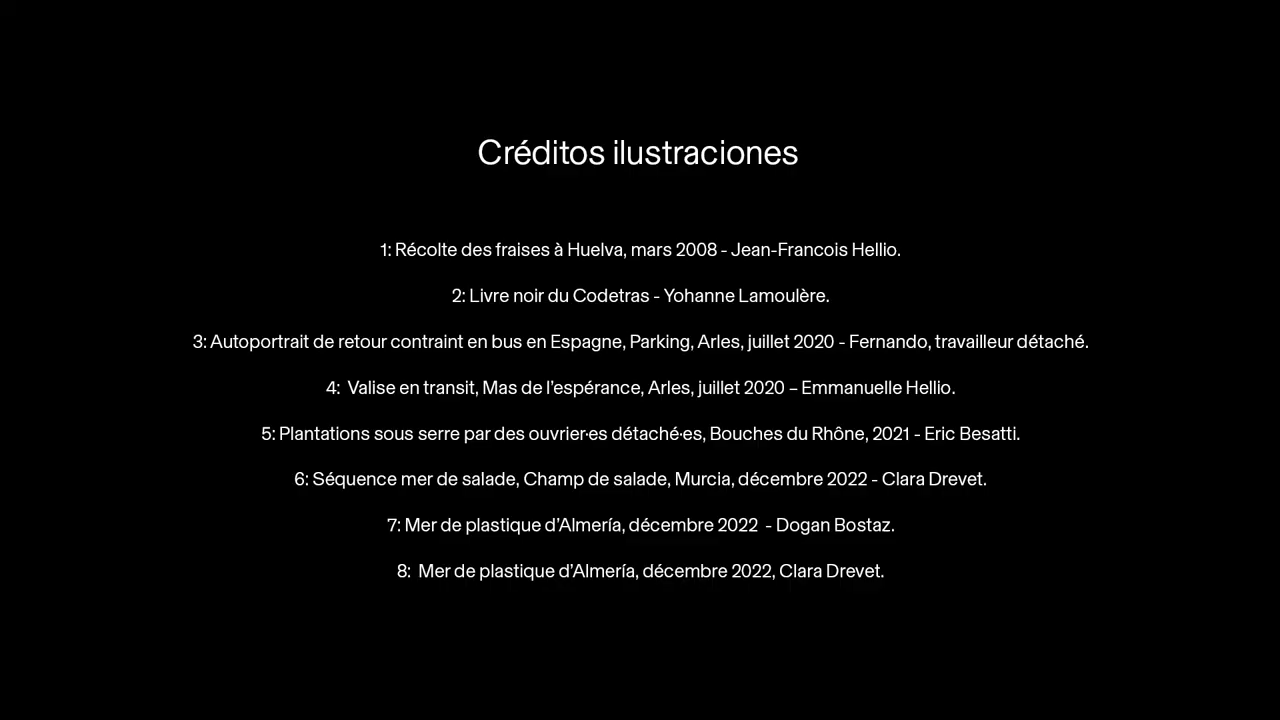 Créditos ilustraciones
1: Récolte des fraises à Huelva, mars 2008 - Jean-Francois Hellio.
2: Livre noir du Codetras - Yohanne Lamoulère.
3: Autoportrait de retour contraint en bus en Espagne, Parking, Arles, juillet 2020 - Fernando, travailleur détaché.
4:  Valise en transit, Mas de l’espérance, Arles, juillet 2020 – Emmanuelle Hellio.
5: Plantations sous serre par des ouvrier·es détaché·es, Bouches du Rhône, 2021 - Eric Besatti.
6: Séquence mer de salade, Champ de salade, Murcia, décembre 2022 - Clara Drevet.
7: Mer de plastique d’Almería, décembre 2022  - Dogan Bostaz.
8:  Mer de plastique d’Almería, décembre 2022, Clara Drevet.